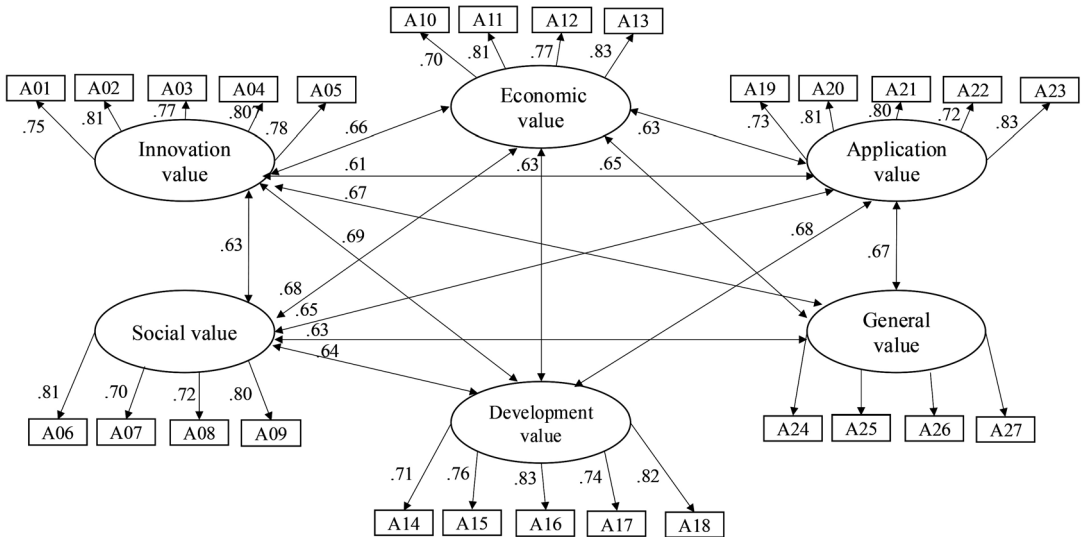 A10 A11 A12 A13
.70 .81 .77 .83
A01 A02 A03 A04 A05
.75 .81 .77 .80 .78
Economic
value
A19 A20 A21 A22 A23
.73 .81 .80 .72 .83
Innovation
value
Application
value
.66 .63
.61 .63 .65
.67
.63 .69 .68 .67
.68
.65
.63
.64
Social value
General
value
.81 .70 .72 .80
A06 A07 A08 A09
A24 A25 A26 A27
Development
value
.71 .76 .83 .74 .82
A14 A15 A16 A17 A18